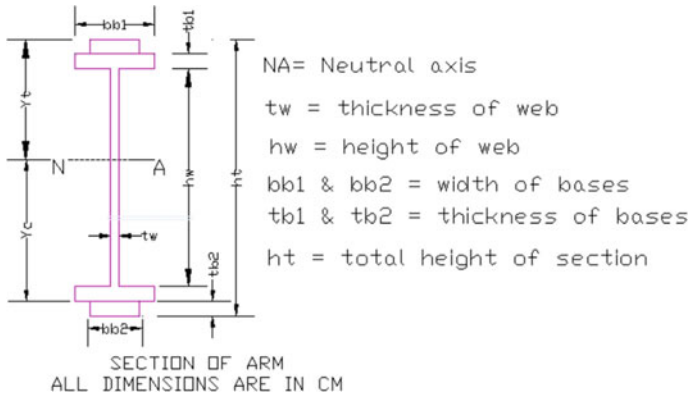 bb1
tb1
NA= Neutral axis
Yt
tw = thickness of web
hw = height of web
N
A
hw
ht
bb1 & bb2 = width of bases
tb1 & tb2 = thickness of bases
Yc
tw
tb2
ht = total height of section
bb2
SECTION OF ARM
ALL DIMENSIONS ARE IN CM